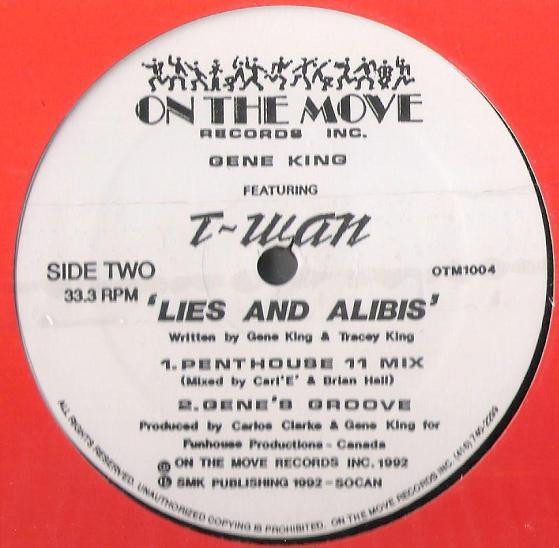 ON THE MOVE
RECORDS INC.
GENE KING
FEATURING
T-wan
SIDE TWO
33.3 RPM
OTM1004
'LIES AND ALIBIS'
Written by Gene King & Tracey King
1. PENTHOUSE 11 MIX
(Mixed by Carl'E' & Brian Hall)
2. GENE'S GROOVE
Produced by Carlos Clarke & Gene King for
Funhouse Productions - Canada
Ⓒ ON THE MOVE RECORDS INC. 1992
Ⓟ SMK PUBLISHING 1992 - SOCAN
ALL RIGHTS RESERVED. UNAUTHORIZED COPYING IS PROHIBITED. ON THE MOVE RECORDS INC. (416) 740-2299